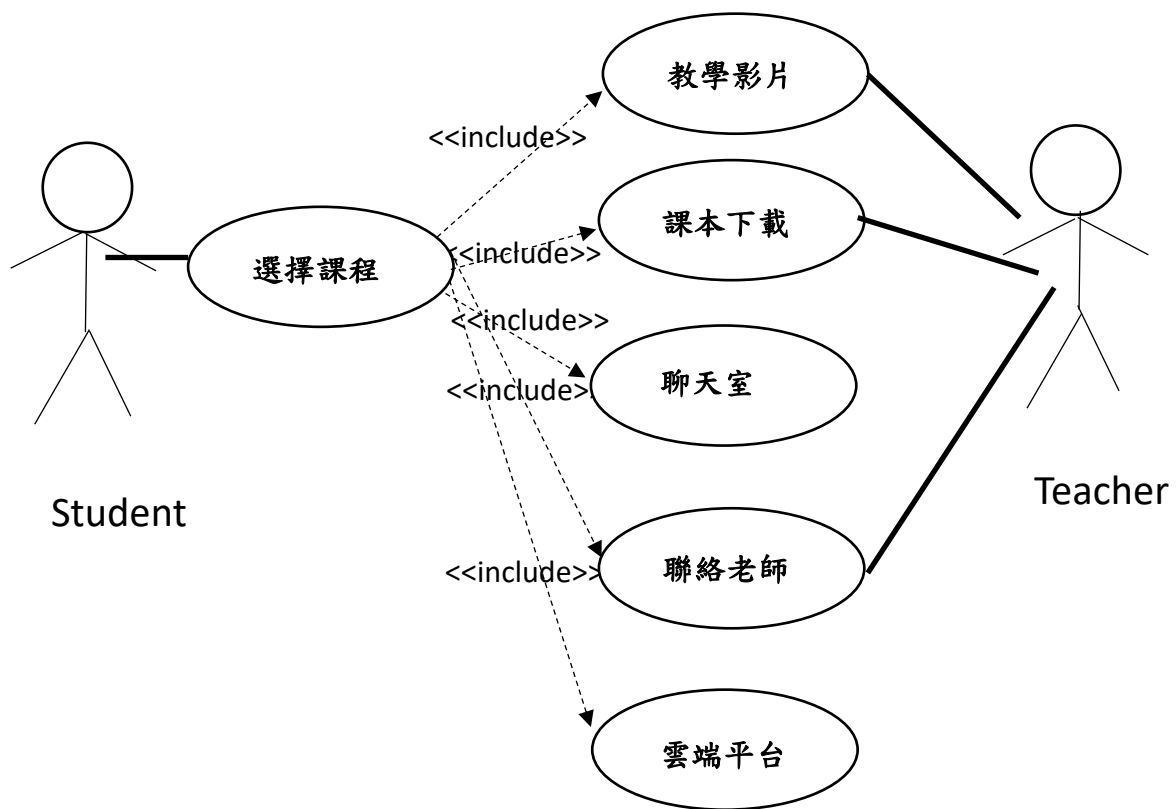 教學影片
<<include>>
課本下載
<<include>>
選擇課程
<<include>>
聊天室
<<include>
Student
Teacher
聯絡老師
<<include>>
雲端平台